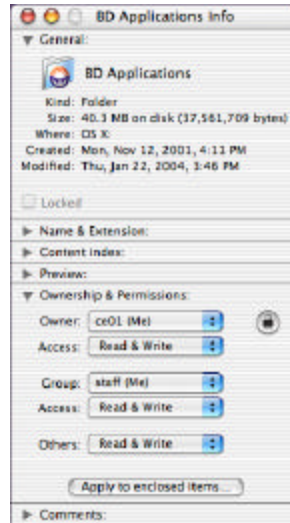 BD Applications Info
General:
BD Applications
Kind: Folder
Size: 40.3 MB on disk (37,561,709 bytes)
Where: OS X:
Created: Mon, Nov 12, 2001, 4:11 PM
Modified: Thu, Jan 22, 2004, 1:46 PM
Locked
Name & Extension:
Content index:
Preview:
Ownership & Permissions:
Owner: ce01 (Me)
Access: Read & Write
Group: staff (Me)
Access: Read & Write
Others: Read & Write
Apply to enclosed items...
Comments: